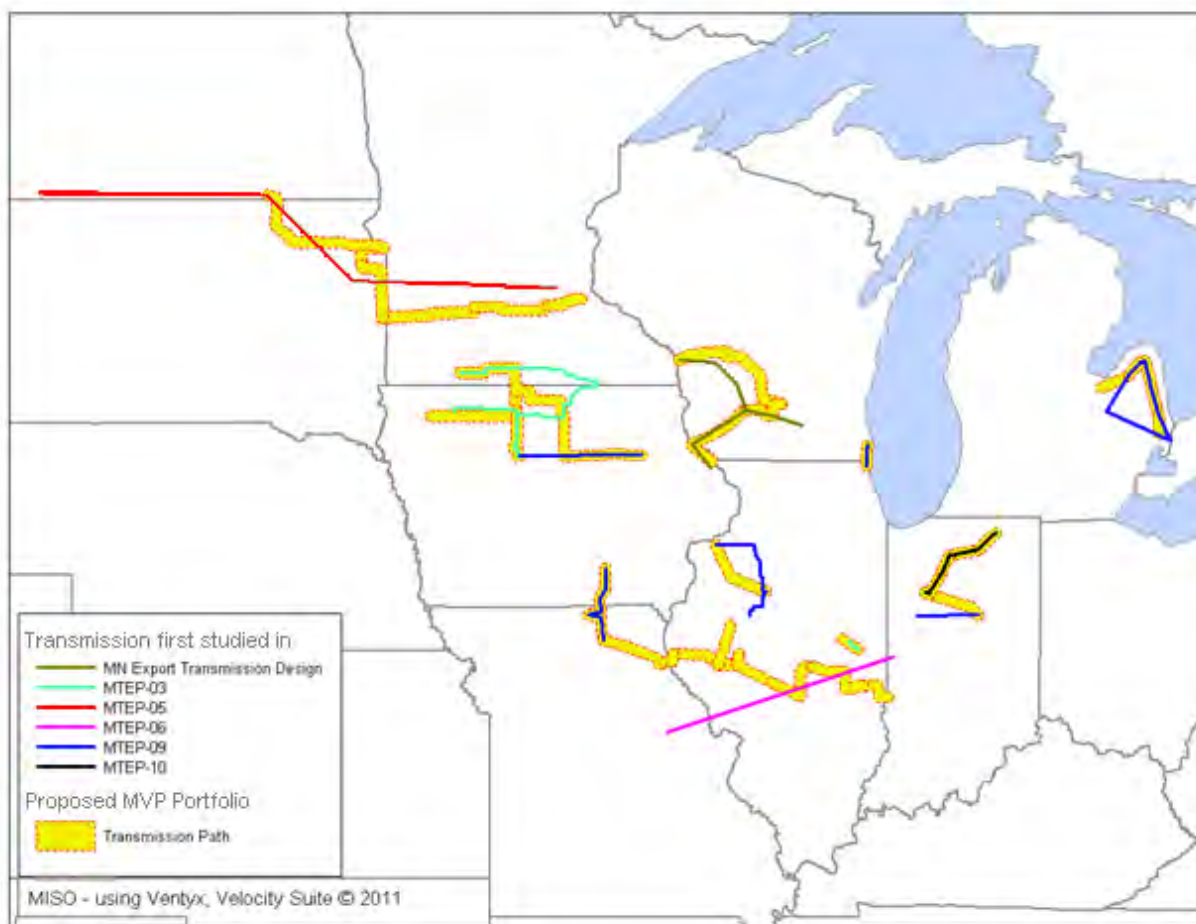 Transmission first studied in
MN Export Transmission Design
MTEP-03
MTEP-05
MTEP-06
MTEP-09
MTEP-10
Proposed MVP Portfolio
Transmission Path
MISO - using Ventyx, Velocity Suite © 2011